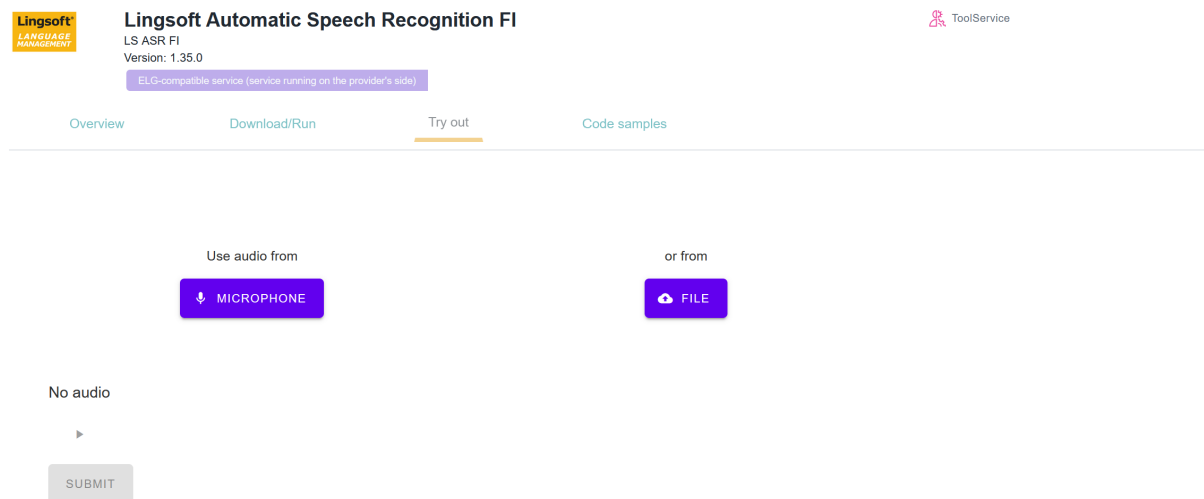 Lingsoft®
LANGUAGE
MANAGEMENT
Lingsoft Automatic Speech Recognition FI
LS ASR FI
Version: 1.35.0
ELG-compatible service (service running on the provider's side)
ToolService
Overview Download/Run Try out Code samples
Use audio from or from
MICROPHONE FILE
No audio
SUBMIT